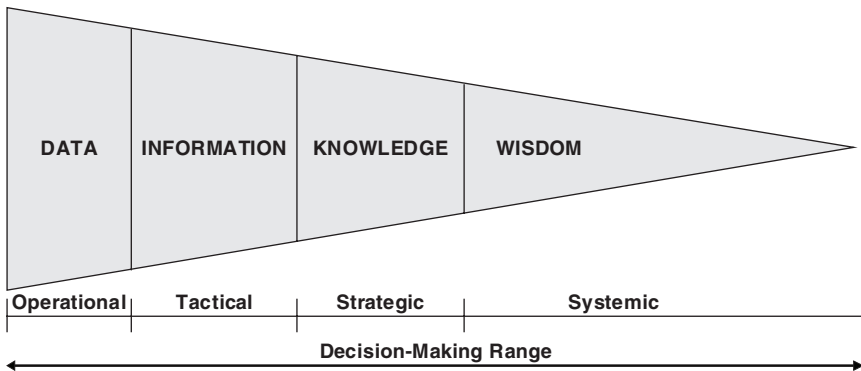 DATA INFORMATION KNOWLEDGE WISDOM
Operational Tactical Strategic Systemic
Decision-Making Range